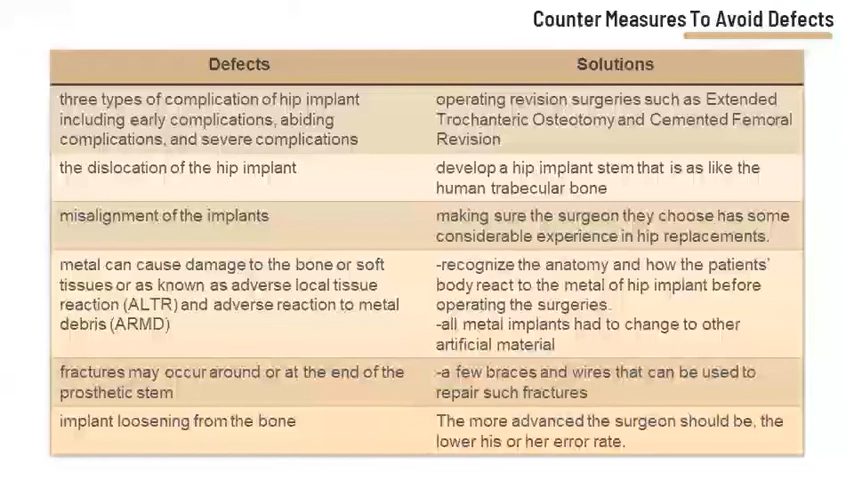 Counter Measures To Avoid Defects
Defects
Solutions
three types of complication of hip implant
including early complications, abiding
complications, and severe complications
operating revision surgeries such as Extended
Trochanteric Osteotomy and Cemented Femoral
Revision
the dislocation of the hip implant
develop a hip implant stem that is as like the
human trabecular bone
misalignment of the implants
making sure the surgeon they choose has some
considerable experience in hip replacements.
metal can cause damage to the bone or soft
tissues or as known as adverse local tissue
reaction (ALTR) and adverse reaction to metal
debris (ARMD)
-recognize the anatomy and how the patients'
body react to the metal of hip implant before
operating the surgeries.
-all metal implants had to change to other
artificial material
fractures may occur around or at the end of the
prosthetic stem
-a few braces and wires that can be used to
repair such fractures
implant loosening from the bone
The more advanced the surgeon should be, the
lower his or her error rate.